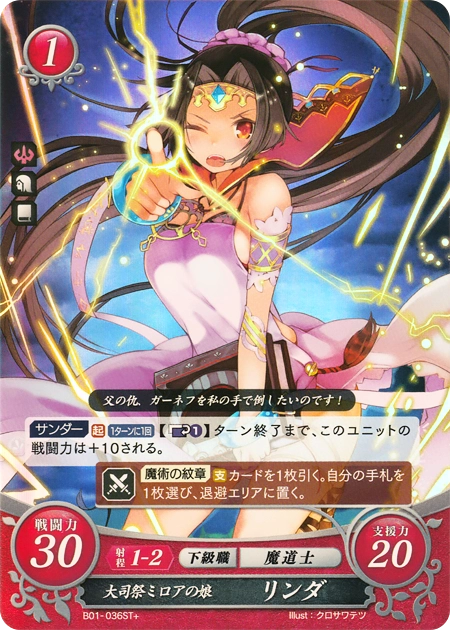 1
父の仇、ガーネフを私の手で倒したいのです!
サンダー 起 1ターンに1回 【1】ターン終了まで、このユニットの
戦闘力は+10される。
魔術の紋章 支 カードを1枚引く。自分の手札を
1枚選び、退避エリアに置く。
戦闘力 30
射程 1-2 下級職 魔道士
支援力 20
大司祭ミロアの娘 リンダ
B01-036ST+ Illust:クロサワテツ